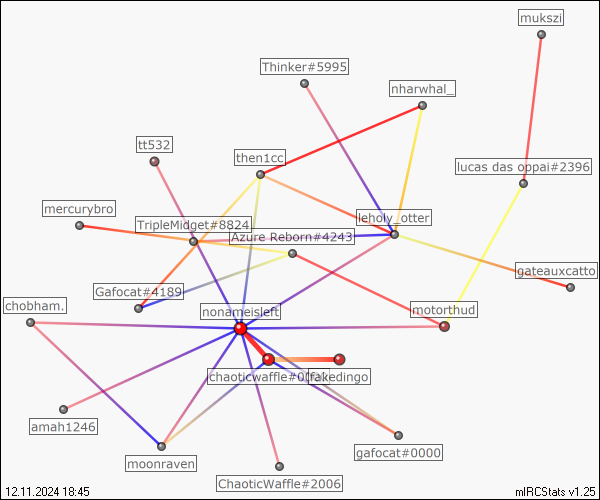 mukszi
Thinker#5995
nharwhal_
tt532
then1cc
lucas das oppai#2396
mercurybro
TripleMidget#8824
leholy_otter
Azure Reborn#4243
gateauxcatto
Gafocat#4189
chobham.
nonameisleft
motorthud
chaoticwaffle#0
fakedingo
amah1246
gafocat#0000
moonraven
ChaoticWaffle#2006
12.11.2024 18:45
mIRCStats v1.25